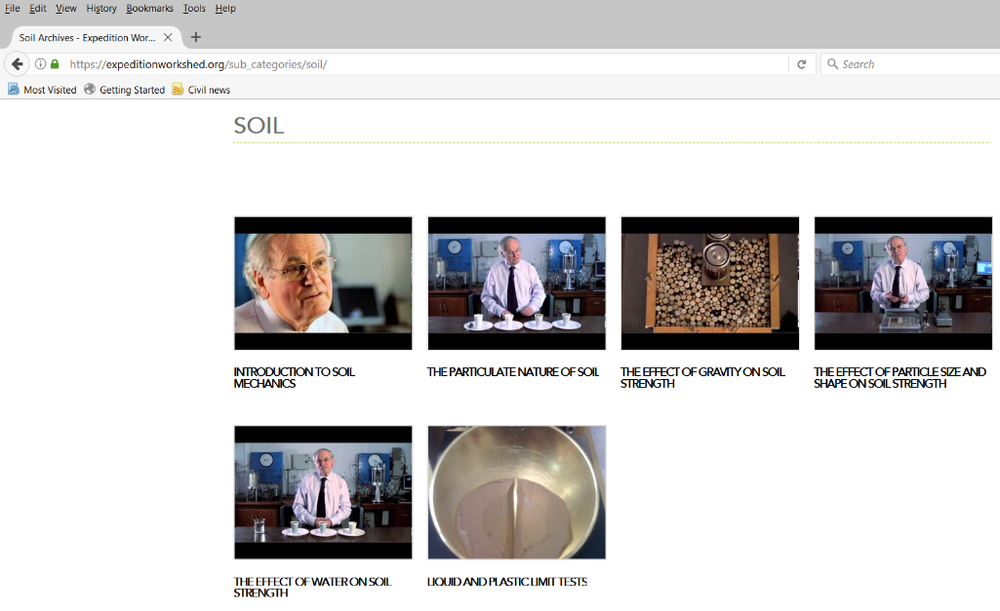 File Edit View History Bookmarks Tools Help
Soil Archives - Expedition Wor...
https://expeditionworkshed.org/sub_categories/soil/
Search
Most Visited Getting Started Civil news
SOIL
INTRODUCTION TO SOIL
MECHANICS
THE PARTICULATE NATURE OF SOIL
THE EFFECT OF GRAVITY ON SOIL
STRENGTH
THE EFFECT OF PARTICLE SIZE AND
SHAPE ON SOIL STRENGTH
THE EFFECT OF WATER ON SOIL
STRENGTH
LIQUID AND PLASTIC LIMIT TESTS